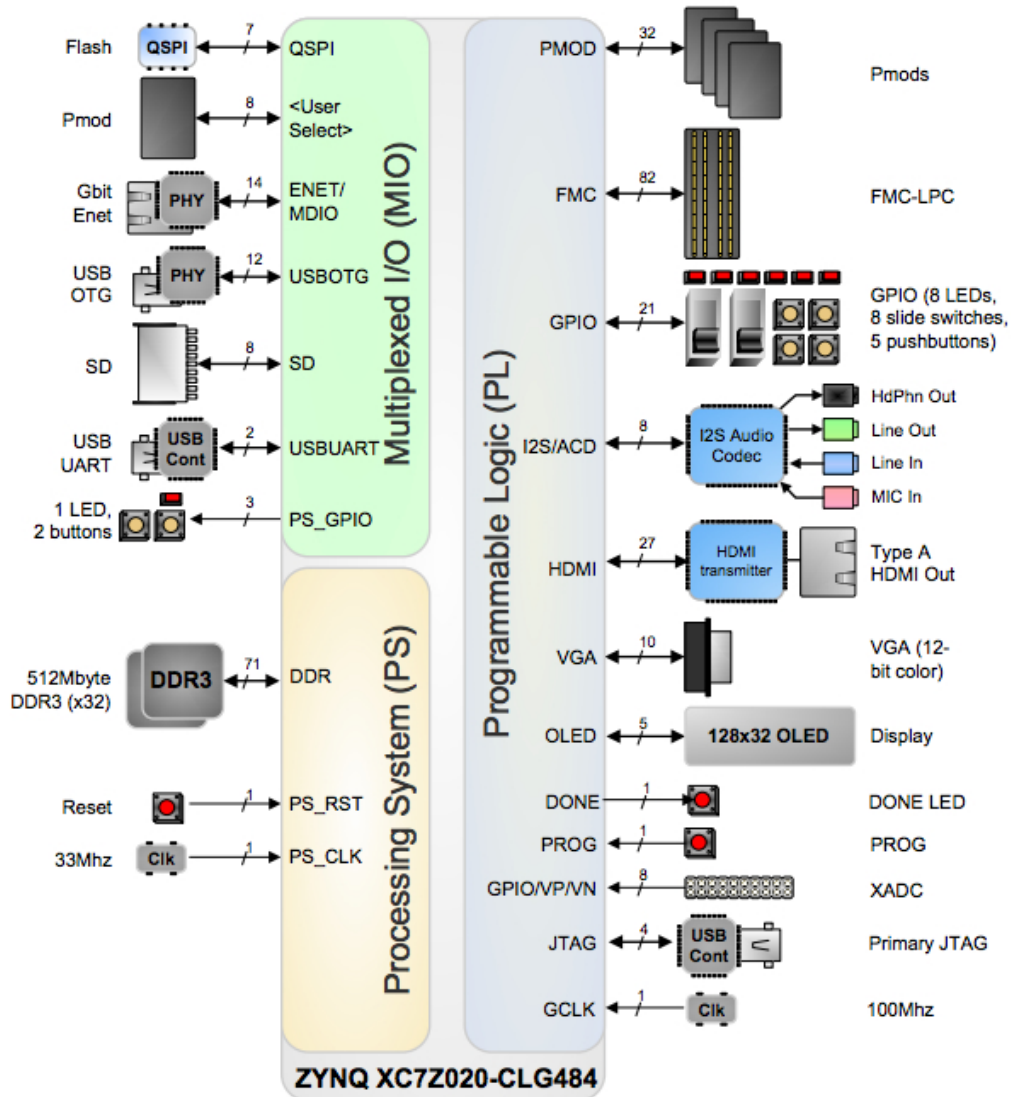 Flash
QSPI
7
QSPI
Pmod
8
<User
Select>
Gbit
Enet
PHY
14
ENET/
MDIO
USB
OTG
PHY
12
USBOTG
SD
8
SD
USB
UART
USB
Cont
2
USBUART
1 LED,
2 buttons
3
PS_GPIO
Multiplexed I/O (MIO)
512Mbyte
DDR3 (x32)
DDR3
71
DDR
Reset
1
PS_RST
33Mhz
Clk
1
PS_CLK
Processing System (PS)
Programmable Logic (PL)
PMOD
32
Pmods
FMC
82
FMC-LPC
GPIO
21
GPIO (8 LEDs,
8 slide switches,
5 pushbuttons)
I2S/ACD
8
I2S Audio
Codec
HdPhn Out
Line Out
Line In
MIC In
HDMI
27
HDMI
transmitter
Type A
HDMI Out
VGA
10
VGA (12-
bit color)
OLED
5
128x32 OLED
Display
DONE
1
DONE LED
PROG
1
PROG
GPIO/VP/VN
8
XADC
JTAG
4
USB
Cont
Primary JTAG
GCLK
1
Clk
100Mhz
ZYNQ XC7Z020-CLG484